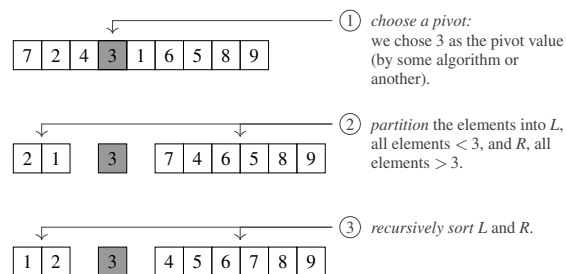 ① choose a pivot:
we chose 3 as the pivot value
(by some algorithm or
another).
7 2 4 3 1 6 5 8 9
② partition the elements into L,
all elements < 3, and R, all
elements > 3.
2 1 3 7 4 6 5 8 9
③ recursively sort L and R.
1 2 3 4 5 6 7 8 9